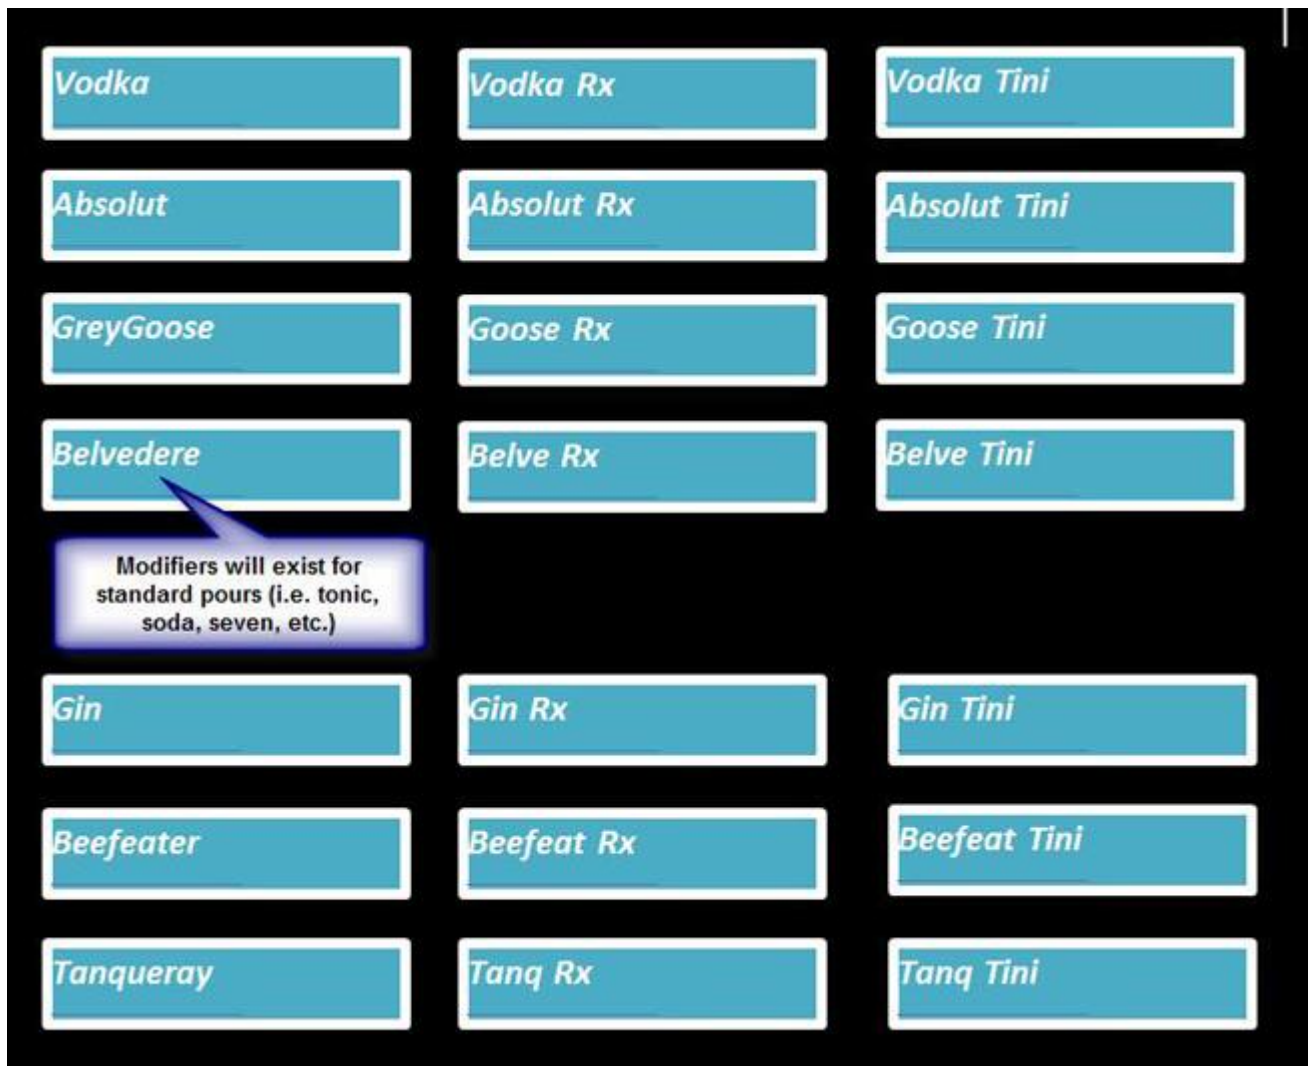 Vodka
Vodka Rx
Vodka Tini
Absolut
Absolut Rx
Absolut Tini
GreyGoose
Goose Rx
Goose Tini
Belvedere
Belve Rx
Belve Tini
Modifiers will exist for
standard pours (i.e. tonic,
soda, seven, etc.)
Gin
Gin Rx
Gin Tini
Beefeater
Beefeat Rx
Beefeat Tini
Tanqueray
Tanq Rx
Tanq Tini